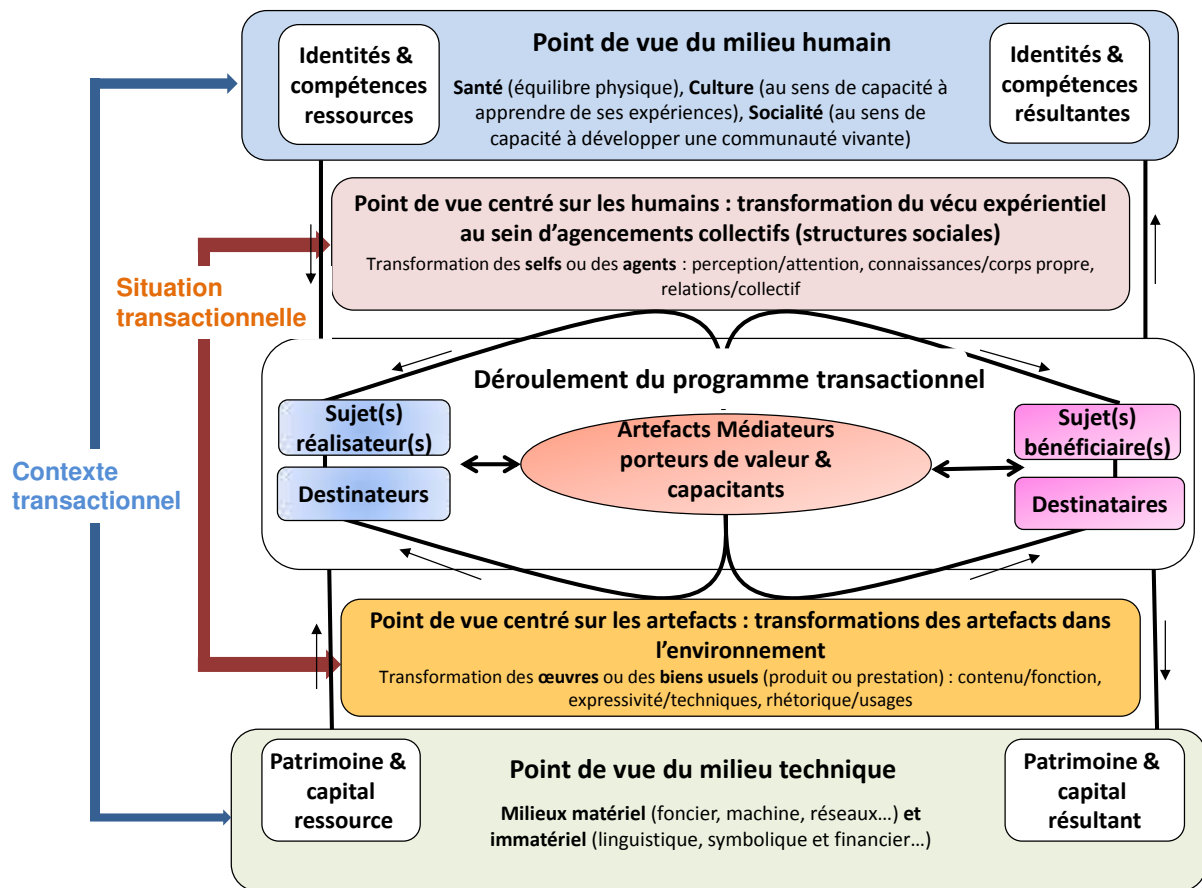 Point de vue du milieu humain
Identités &
compétences
ressources
Santé (équilibre physique), Culture (au sens de capacité à
apprendre de ses expériences), Socialité (au sens de
capacité à développer une communauté vivante)
Identités &
compétences
résultantes
Point de vue centré sur les humains : transformation du vécu expérientiel
au sein d’agencements collectifs (structures sociales)
Transformation des selfs ou des agents : perception/attention, connaissances/corps propre,
relations/collectif
Situation
transactionnelle
Contexte
transactionnel
Déroulement du programme transactionnel
Sujet(s)
réalisateur(s)
Destinateurs
Artefacts Médiateurs
porteurs de valeur &
capacitants
Sujet(s)
bénéficiaire(s)
Destinataires
Point de vue centré sur les artefacts : transformations des artefacts dans
l’environnement
Transformation des œuvres ou des biens usuels (produit ou prestation) : contenu/fonction,
expressivité/techniques, rhétorique/usages
Patrimoine &
capital
ressource
Point de vue du milieu technique
Milieux matériel (foncier, machine, réseaux…) et
immatériel (linguistique, symbolique et financier…)
Patrimoine &
capital
résultant